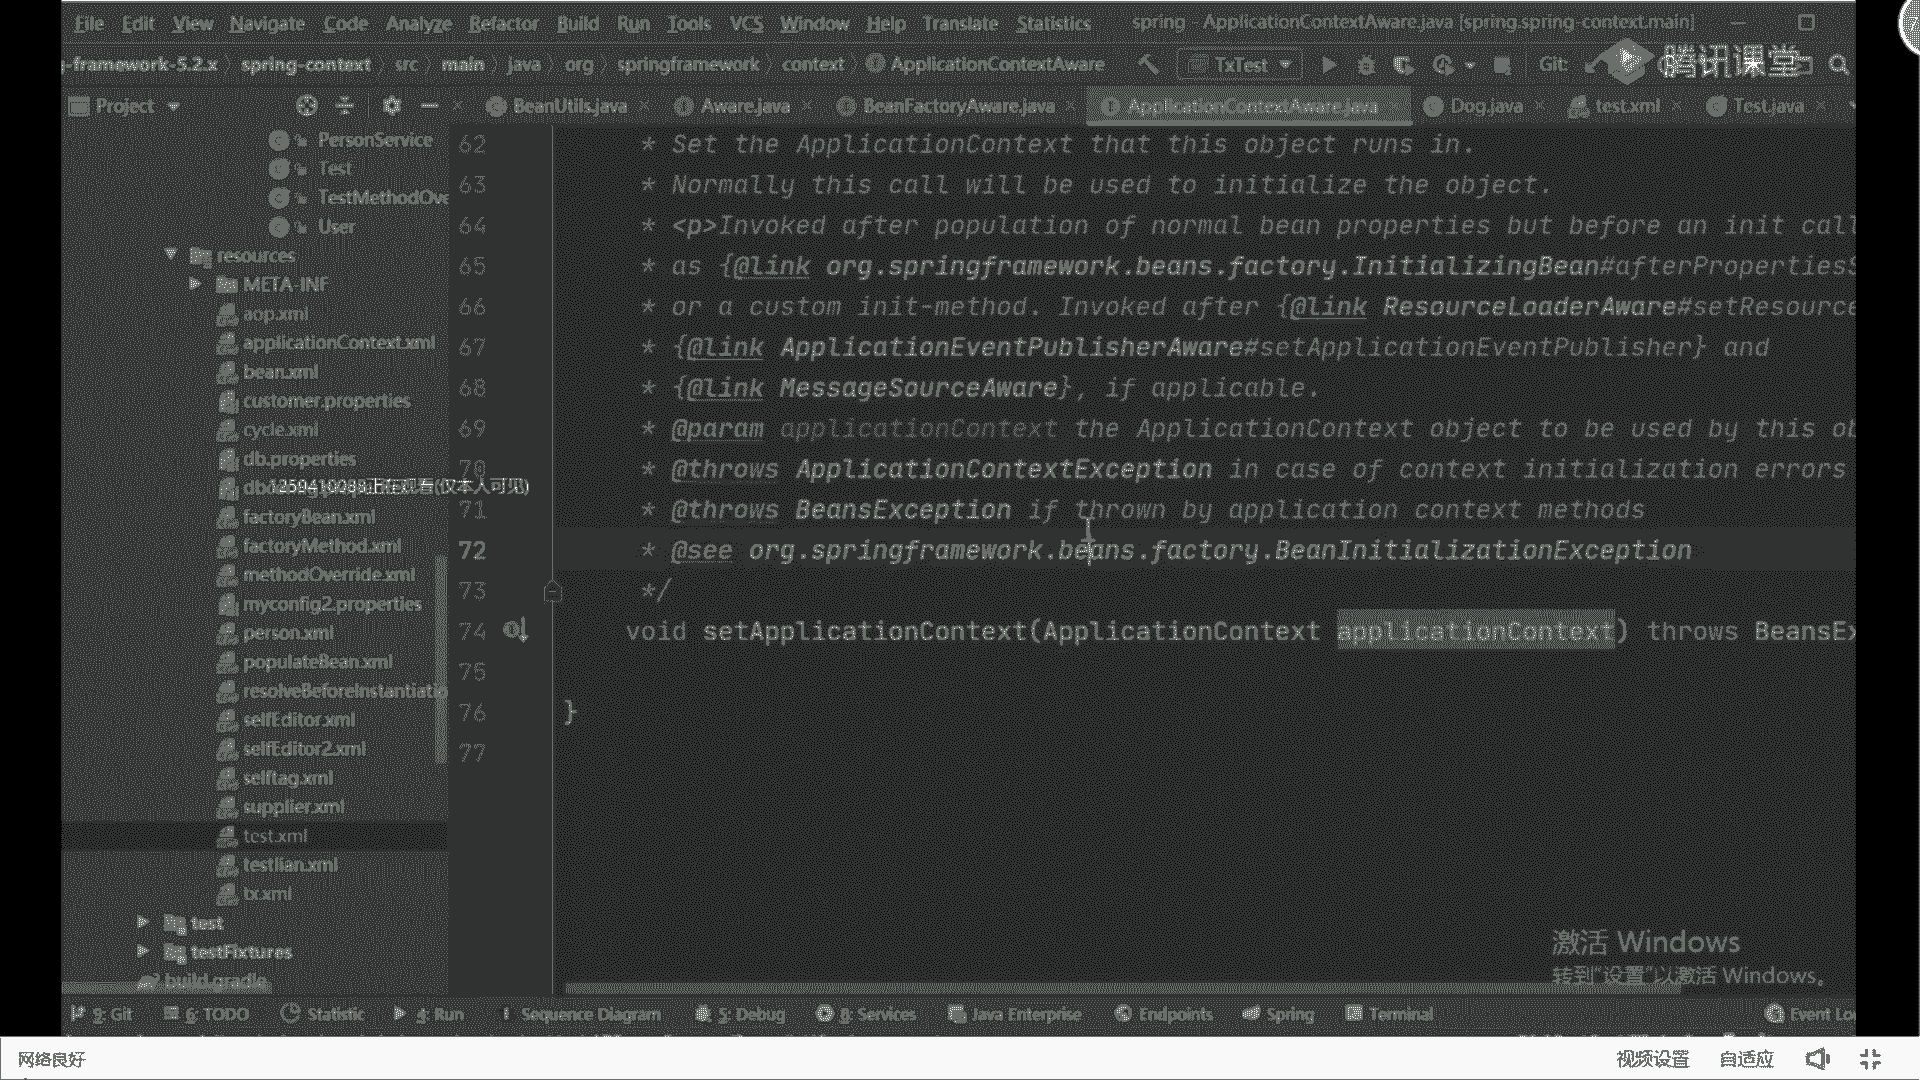 File Edit View Navigate Code Analyze Refactor Build Run Tools VCS Window Help Translate Statistics spring - ApplicationContextAware.java [spring.spring-context.main]
-framework-5.2.x spring-context src main java org springframework context ApplicationContextAware TxTest Git: 腾讯课堂
Project BeanUtils.java Aware.java BeanFactoryAware.java ApplicationContextAware.java Dog.java test.xml Test.java
PersonService
Test
TestMethodOve
User
resources
META-INF
aop.xml
applicationContext.xml
bean.xml
customer.properties
cycle.xml
db.properties
1259410088正在观看(仅本人可见)
factoryBean.xml
factoryMethod.xml
methodOverride.xml
myconfig2.properties
person.xml
populateBean.xml
resolveBeforeInstantiatio
selfEditor.xml
selfEditor2.xml
selftag.xml
supplier.xml
test.xml
testlian.xml
tx.xml
test
testFixtures
build.gradle
62 * Set the ApplicationContext that this object runs in.
63 * Normally this call will be used to initialize the object.
64 * <p>Invoked after population of normal bean properties but before an init call
65 * as {@link org.springframework.beans.factory.InitializingBean#afterPropertiesS
66 * or a custom init-method. Invoked after {@link ResourceLoaderAware#setResource
67 * {@link ApplicationEventPublisherAware#setApplicationEventPublisher} and
68 * {@link MessageSourceAware}, if applicable.
69 * @param applicationContext the ApplicationContext object to be used by this ob
70 * @throws ApplicationContextException in case of context initialization errors
71 * @throws BeansException if thrown by application context methods
72 * @see org.springframework.beans.factory.BeanInitializationException
73 */
74 void setApplicationContext(ApplicationContext applicationContext) throws BeansEx
75
76 }
77
激活 Windows
转到“设置”以激活 Windows。
9: Git 6: TODO Statistic 4: Run Sequence Diagram 5: Debug 8: Services Java Enterprise Endpoints Spring Terminal Event Lo
网络良好 视频设置 自适应